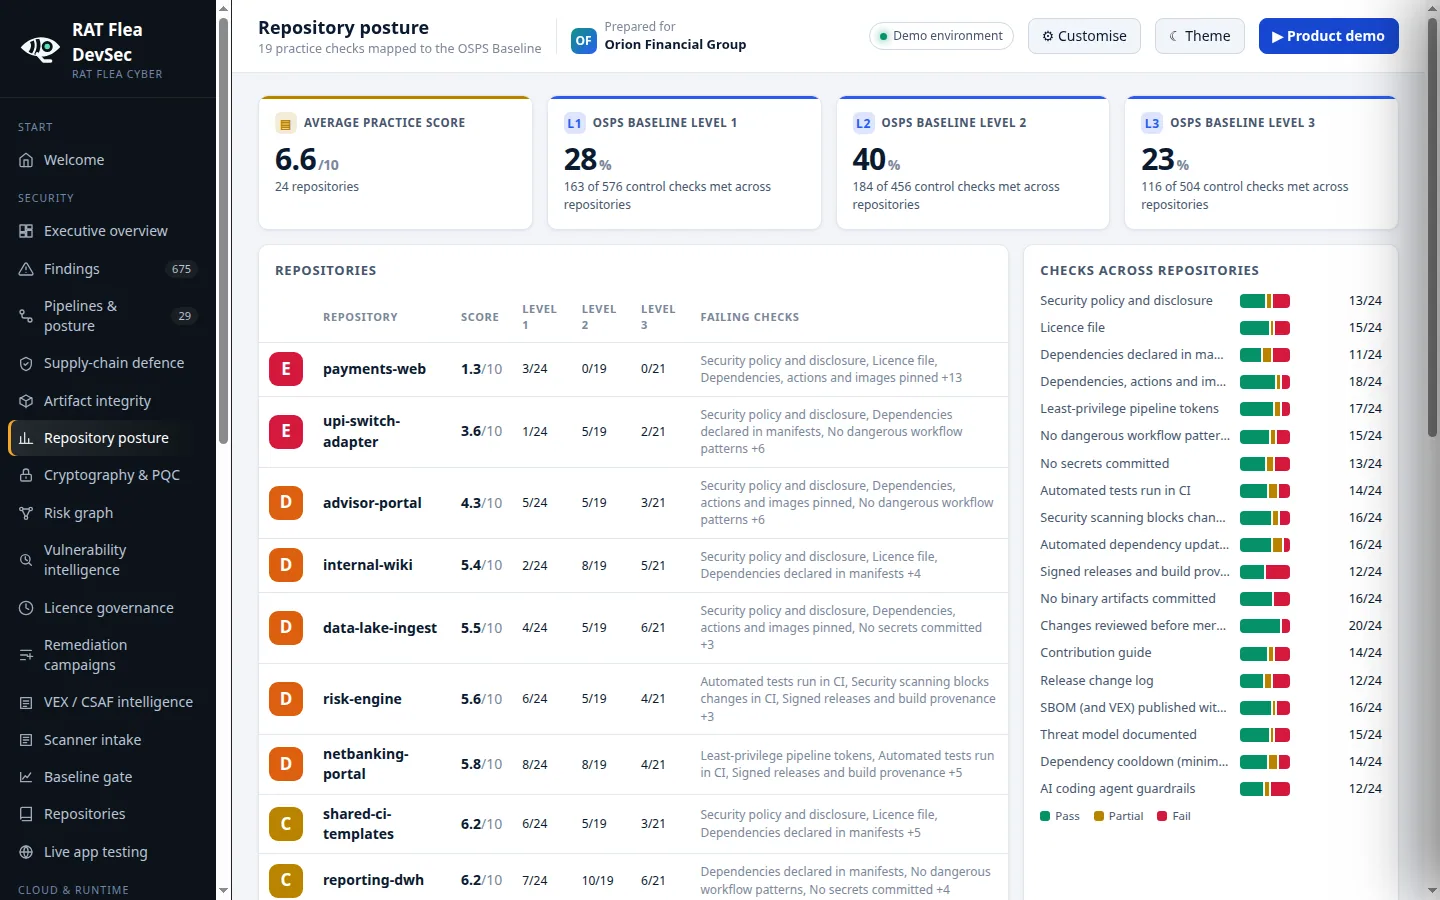 RAT Flea
DevSec
RAT FLEA CYBER
START
Welcome
SECURITY
Executive overview
Findings 675
Pipelines &
posture 29
Supply-chain defence
Artifact integrity
Repository posture
Cryptography & PQC
Risk graph
Vulnerability
intelligence
Licence governance
Remediation
campaigns
VEX / CSAF intelligence
Scanner intake
Baseline gate
Repositories
Live app testing
CLOUD & RUNTIME
Repository posture
19 practice checks mapped to the OSPS Baseline
OF
Prepared for
Orion Financial Group
Demo environment
⚙ Customise
☾ Theme
▶ Product demo
AVERAGE PRACTICE SCORE
6.6/10
24 repositories
L1 OSPS BASELINE LEVEL 1
28%
163 of 576 control checks met across
repositories
L2 OSPS BASELINE LEVEL 2
40%
184 of 456 control checks met across
repositories
L3 OSPS BASELINE LEVEL 3
23%
116 of 504 control checks met across
repositories
REPOSITORIES
REPOSITORY SCORE LEVEL 1 LEVEL 2 LEVEL 3 FAILING CHECKS
E payments-web 1.3/10 3/24 0/19 0/21 Security policy and disclosure, Licence file,
Dependencies, actions and images pinned +13
E upi-switch-
adapter 3.6/10 1/24 5/19 2/21 Security policy and disclosure, Dependencies
declared in manifests, No dangerous workflow
patterns +6
D advisor-portal 4.3/10 5/24 5/19 3/21 Security policy and disclosure, Dependencies,
actions and images pinned, No dangerous workflow
patterns +6
D internal-wiki 5.4/10 2/24 8/19 5/21 Security policy and disclosure, Licence file,
Dependencies declared in manifests +4
D data-lake-ingest 5.5/10 4/24 5/19 6/21 Security policy and disclosure, Dependencies,
actions and images pinned, No secrets committed
+3
D risk-engine 5.6/10 6/24 5/19 4/21 Automated tests run in CI, Security scanning blocks
changes in CI, Signed releases and build provenance
+3
D netbanking-
portal 5.8/10 8/24 8/19 4/21 Least-privilege pipeline tokens, Automated tests run
in CI, Signed releases and build provenance +5
C shared-ci-
templates 6.2/10 6/24 5/19 3/21 Security policy and disclosure, Licence file,
Dependencies declared in manifests +5
C reporting-dwh 6.2/10 7/24 10/19 6/21 Dependencies declared in manifests, No dangerous
workflow patterns, No secrets committed +4
CHECKS ACROSS REPOSITORIES
Security policy and disclosure 13/24
Licence file 15/24
Dependencies declared in ma... 11/24
Dependencies, actions and im... 18/24
Least-privilege pipeline tokens 17/24
No dangerous workflow patter... 15/24
No secrets committed 13/24
Automated tests run in CI 14/24
Security scanning blocks chan... 16/24
Automated dependency updat... 16/24
Signed releases and build prov... 12/24
No binary artifacts committed 16/24
Changes reviewed before mer... 20/24
Contribution guide 14/24
Release change log 12/24
SBOM (and VEX) published wit... 16/24
Threat model documented 15/24
Dependency cooldown (minim... 14/24
AI coding agent guardrails 12/24
Pass Partial Fail